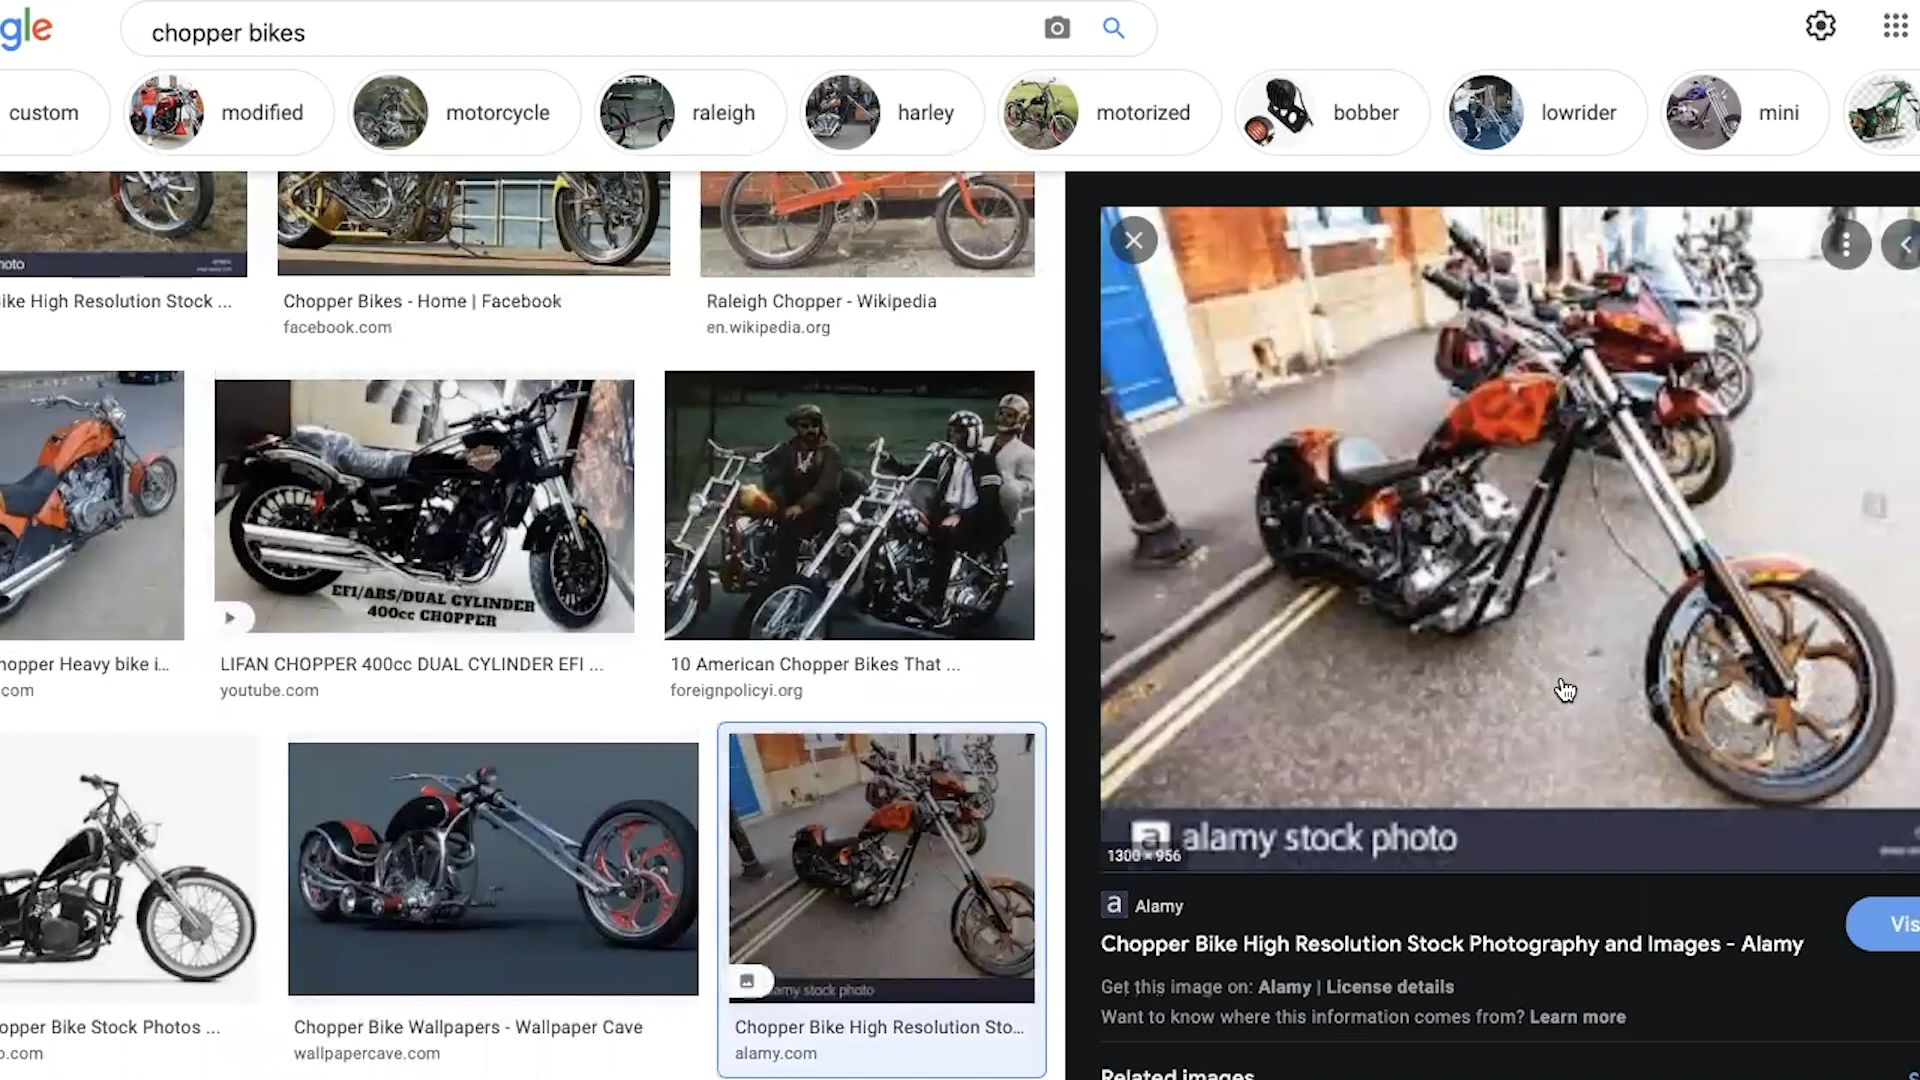 gle
chopper bikes
custom
modified
motorcycle
raleigh
harley
motorized
bobber
lowrider
mini
hoto
ike High Resolution Stock ...
Chopper Bikes - Home | Facebook
facebook.com
Raleigh Chopper - Wikipedia
en.wikipedia.org
EFI/ABS/DUAL CYLINDER
400cc CHOPPER
hopper Heavy bike i...
.com
LIFAN CHOPPER 400cc DUAL CYLINDER EFI ...
youtube.com
10 American Chopper Bikes That ...
foreignpolicyi.org
alamy stock photo
opper Bike Stock Photos ...
o.com
Chopper Bike Wallpapers - Wallpaper Cave
wallpapercave.com
Chopper Bike High Resolution Sto...
alamy.com
a
a alamy stock photo
1300 × 956
a Alamy
Vis
Chopper Bike High Resolution Stock Photography and Images - Alamy
Get this image on: Alamy | License details
Want to know where this information comes from? Learn more
Related images